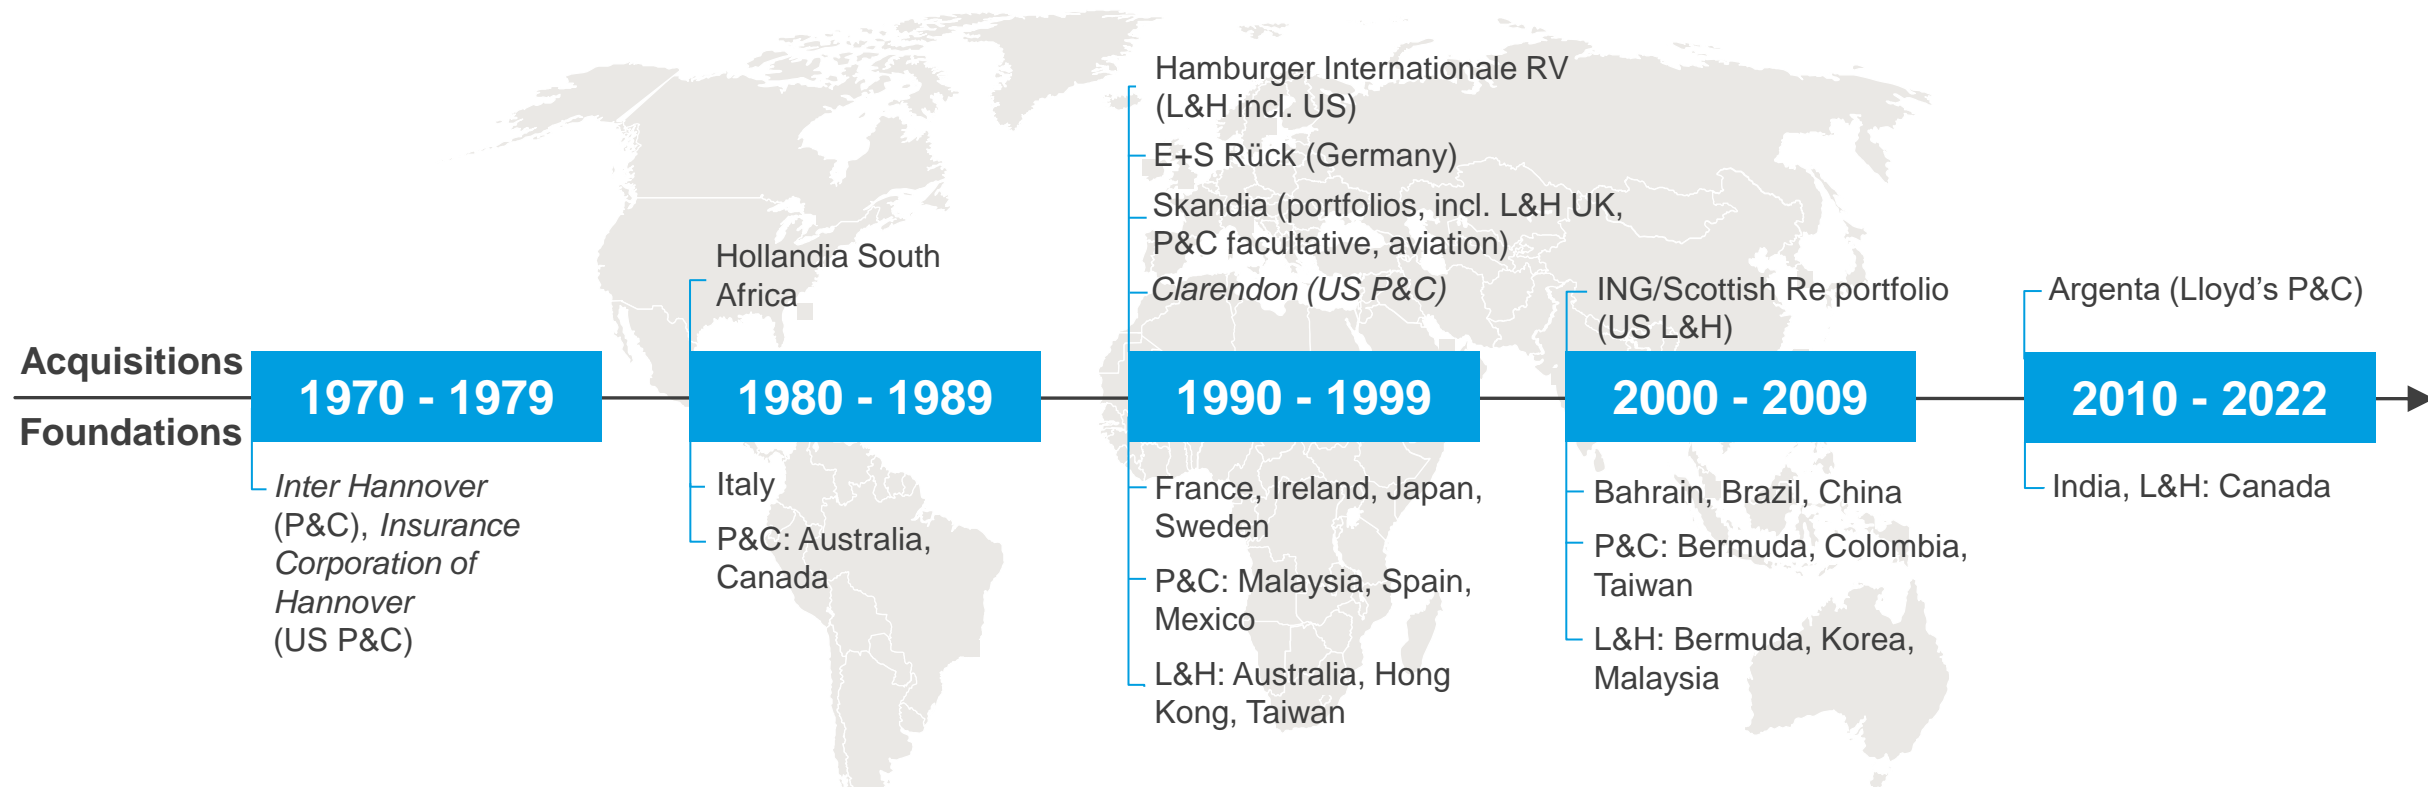 Acquisitions
Foundations
1970 - 1979
Inter Hannover
(P&C), Insurance
Corporation of
Hannover
(US P&C)
Hollandia South
Africa
1980 - 1989
Italy
P&C: Australia,
Canada
Hamburger Internationale RV
(L&H incl. US)
E+S Rück (Germany)
Skandia (portfolios, incl. L&H UK,
P&C facultative, aviation)
Clarendon (US P&C)
1990 - 1999
France, Ireland, Japan,
Sweden
P&C: Malaysia, Spain,
Mexico
L&H: Australia, Hong
Kong, Taiwan
ING/Scottish Re portfolio
(US L&H)
2000 - 2009
Bahrain, Brazil, China
P&C: Bermuda, Colombia,
Taiwan
L&H: Bermuda, Korea,
Malaysia
Argenta (Lloyd’s P&C)
2010 - 2022
India, L&H: Canada